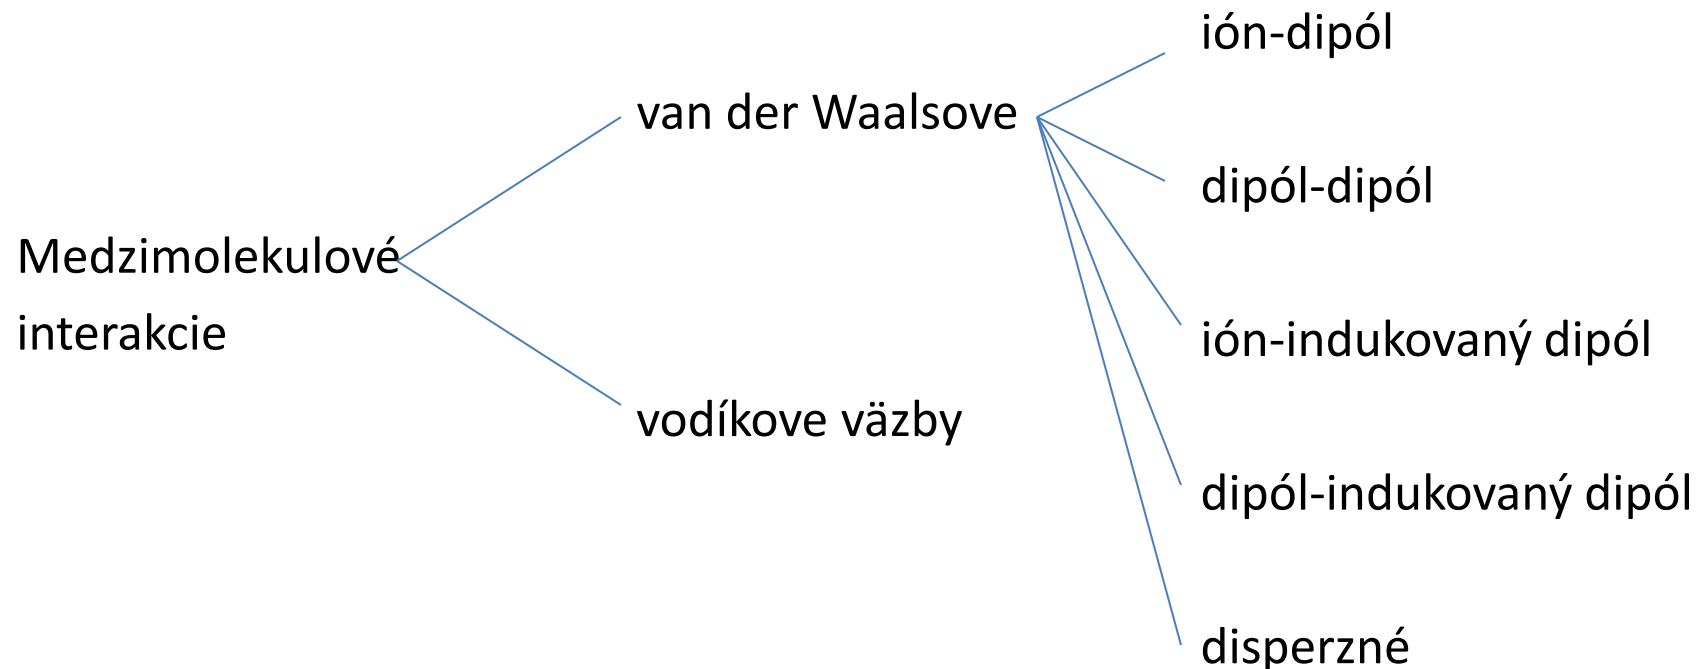 Medzimolekulové
interakcie
van der Waalsove
vodíkove väzby
ión-dipól
dipól-dipól
ión-indukovaný dipól
dipól-indukovaný dipól
disperzné